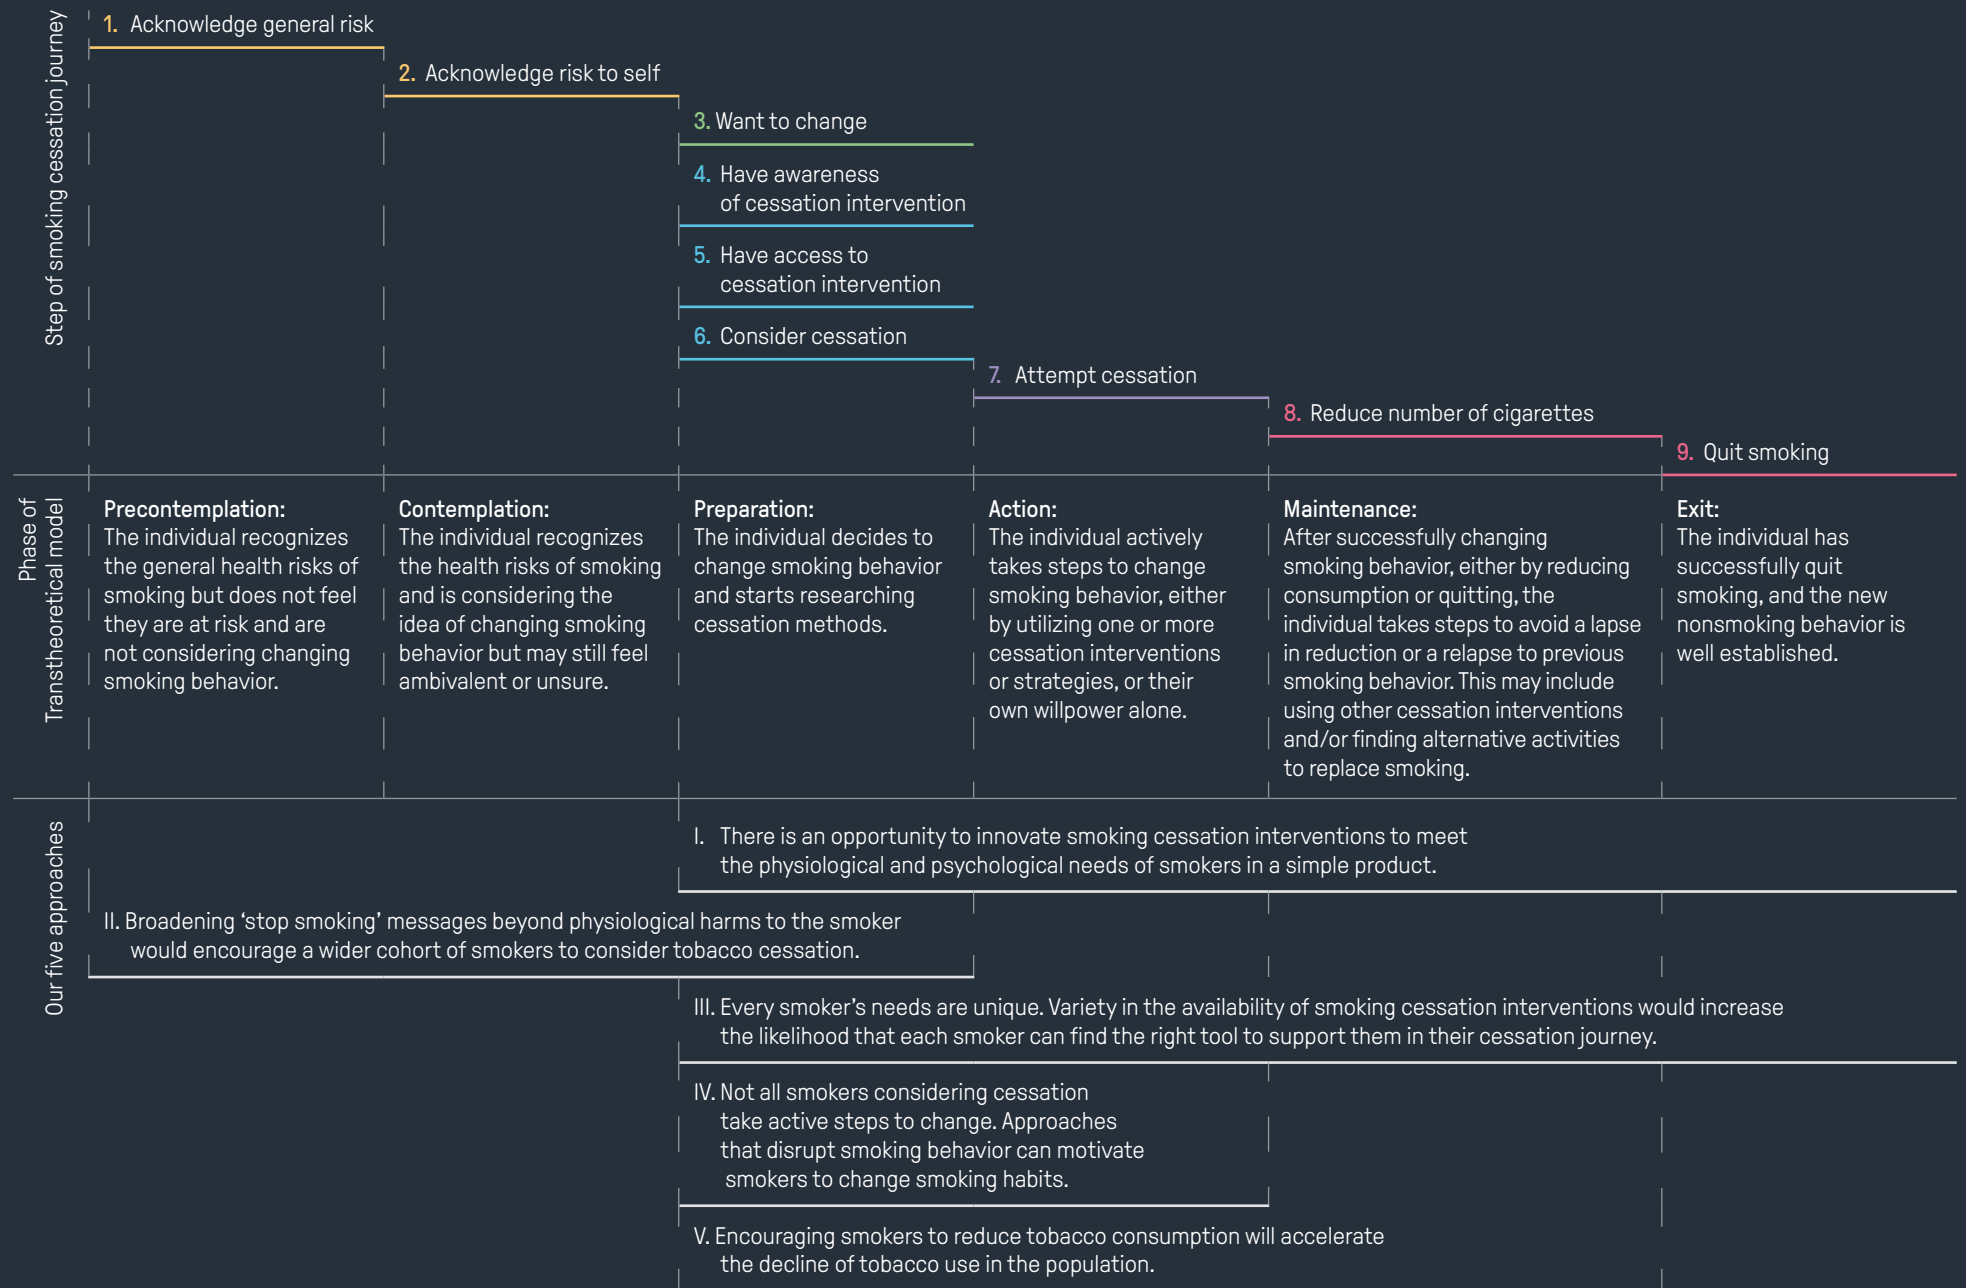 Step of smoking cessation journey
1. Acknowledge general risk
2. Acknowledge risk to self
3. Want to change
4. Have awareness
of cessation intervention
5. Have access to
cessation intervention
6. Consider cessation
7. Attempt cessation
8. Reduce number of cigarettes
9. Quit smoking
Phase of
Transtheoretical model
Precontemplation:
The individual recognizes
the general health risks of
smoking but does not feel
they are at risk and are
not considering changing
smoking behavior.
Contemplation:
The individual recognizes
the health risks of smoking
and is considering the
idea of changing smoking
behavior but may still feel
ambivalent or unsure.
Preparation:
The individual decides to
change smoking behavior
and starts researching
cessation methods.
Action:
The individual actively
takes steps to change
smoking behavior, either
by utilizing one or more
cessation interventions
or strategies, or their
own willpower alone.
Maintenance:
After successfully changing
smoking behavior, either by reducing
consumption or quitting, the
individual takes steps to avoid a lapse
in reduction or a relapse to previous
smoking behavior. This may include
using other cessation interventions
and/or finding alternative activities
to replace smoking.
Exit:
The individual has
successfully quit
smoking, and the new
nonsmoking behavior is
well established.
Our five approaches
I. There is an opportunity to innovate smoking cessation interventions to meet
the physiological and psychological needs of smokers in a simple product.
II. Broadening ‘stop smoking’ messages beyond physiological harms to the smoker
would encourage a wider cohort of smokers to consider tobacco cessation.
III. Every smoker’s needs are unique. Variety in the availability of smoking cessation interventions would increase
the likelihood that each smoker can find the right tool to support them in their cessation journey.
IV. Not all smokers considering cessation
take active steps to change. Approaches
that disrupt smoking behavior can motivate
smokers to change smoking habits.
V. Encouraging smokers to reduce tobacco consumption will accelerate
the decline of tobacco use in the population.